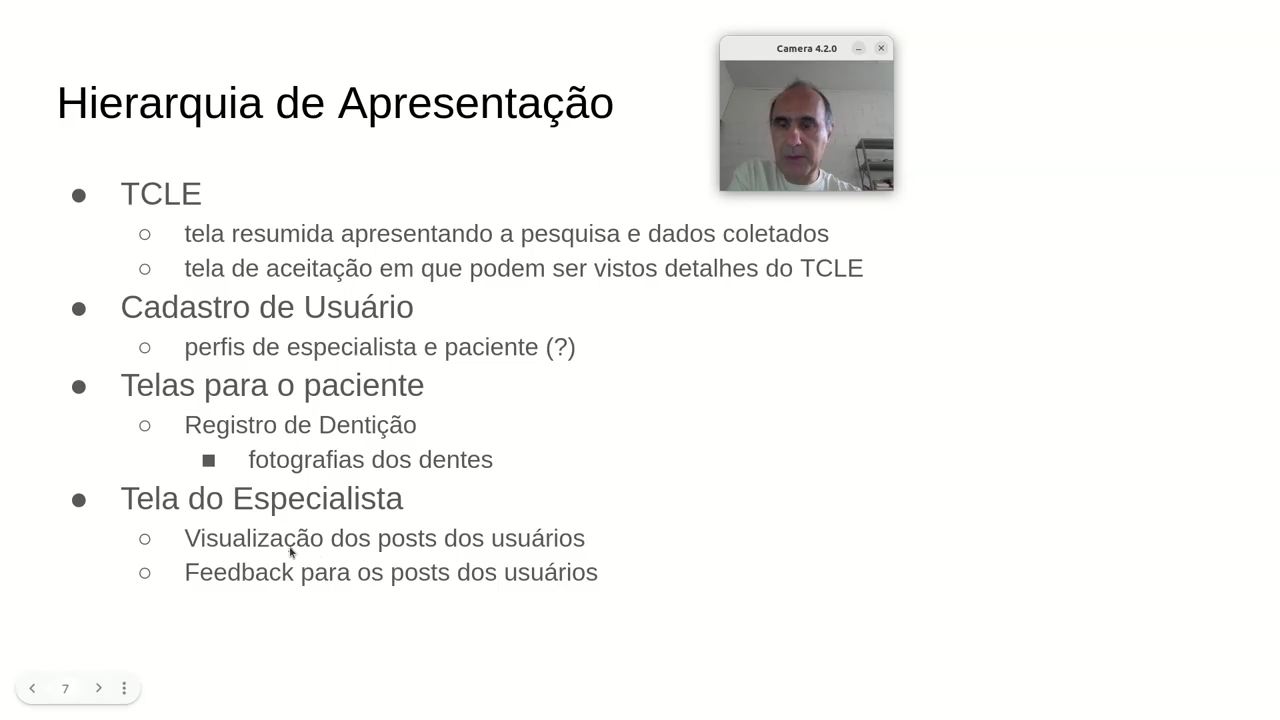 Camera 4.2.0
Hierarquia de Apresentação
TCLE
tela resumida apresentando a pesquisa e dados coletados
tela de aceitação em que podem ser vistos detalhes do TCLE
Cadastro de Usuário
perfis de especialista e paciente (?)
Telas para o paciente
Registro de Dentição
fotografias dos dentes
Tela do Especialista
Visualização dos posts dos usuários
Feedback para os posts dos usuários
7